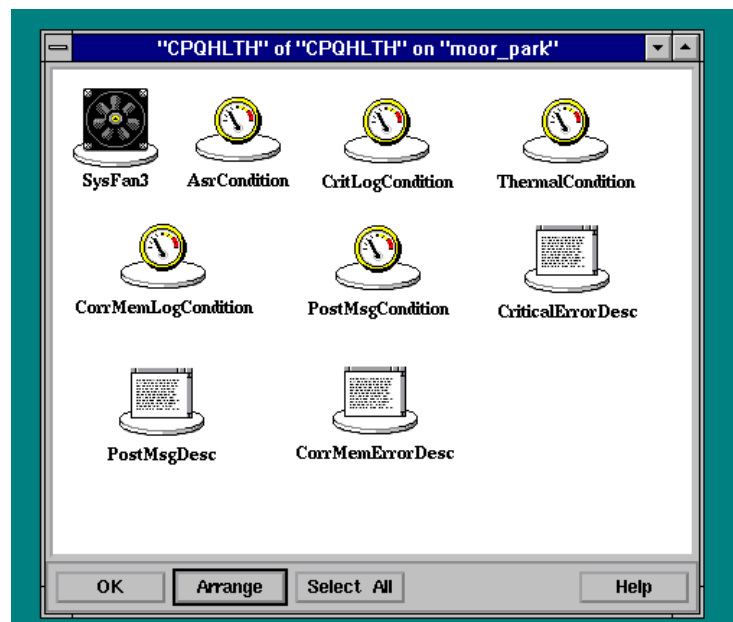 "CPQHLTH" of "CPQHLTH" on "moor_park"
SysFan3 AsrCondition CritLogCondition ThermalCondition
CorrMemLogCondition PostMsgCondition CriticalErrorDesc
PostMsgDesc CorrMemErrorDesc
OK Arrange Select All Help